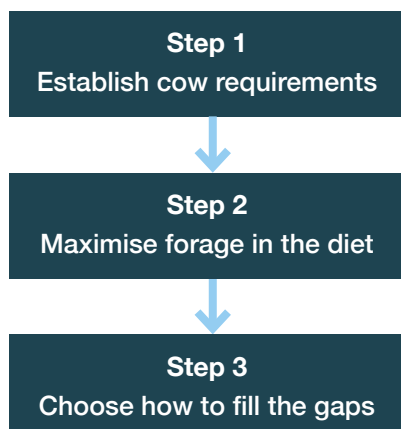 Step 1
Establish cow requirements
Step 2
Maximise forage in the diet
Step 3
Choose how to fill the gaps